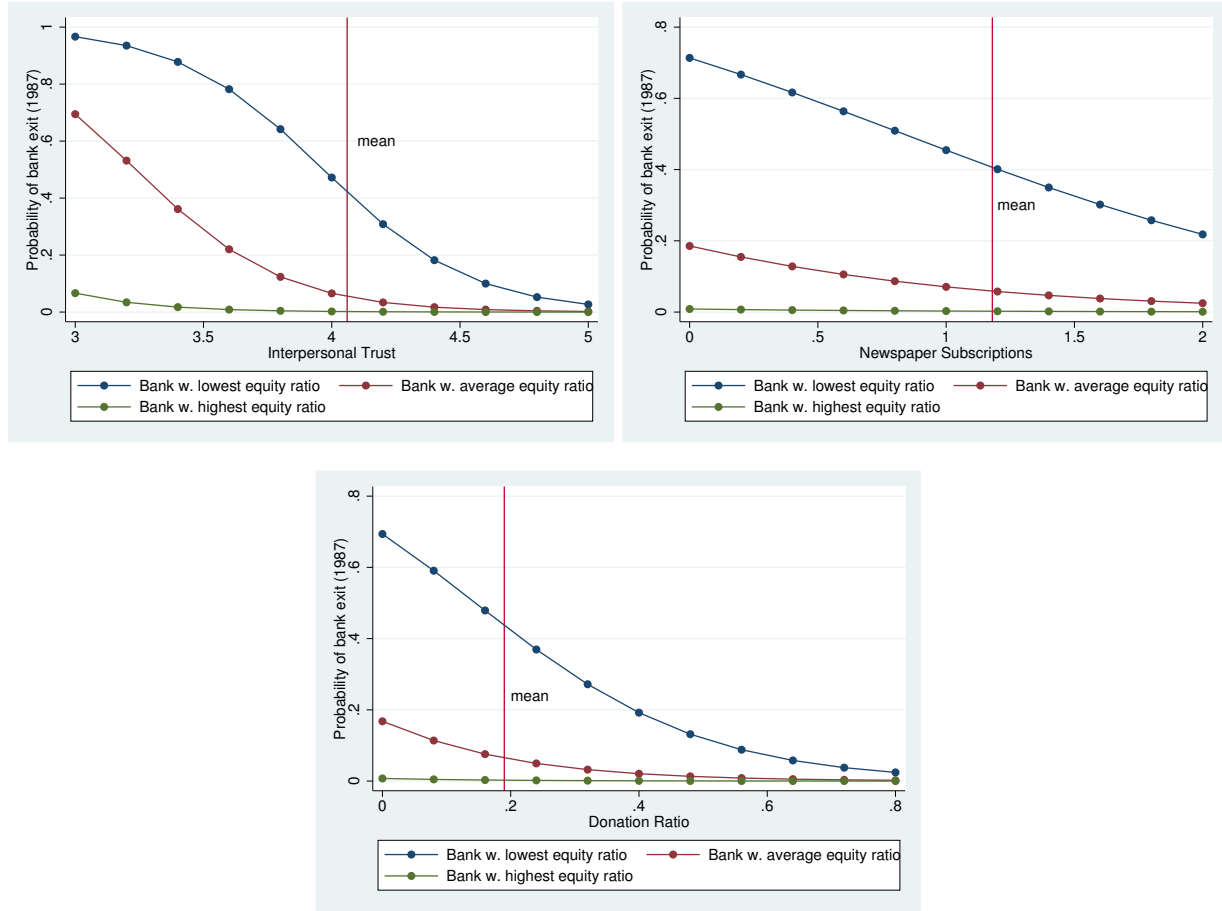 Probability of bank exit (1987)
0 .2 .4 .6 .8 1
mean
3 3.5 4 4.5 5
Interpersonal Trust
Bank w. lowest equity ratio Bank w. average equity ratio
Bank w. highest equity ratio
Probability of bank exit (1987)
0 .2 .4 .6 .8
mean
0 .5 1 1.5 2
Newspaper Subscriptions
Bank w. lowest equity ratio Bank w. average equity ratio
Bank w. highest equity ratio
Probability of bank exit (1987)
0 .2 .4 .6 .8
mean
0 .2 .4 .6 .8
Donation Ratio
Bank w. lowest equity ratio Bank w. average equity ratio
Bank w. highest equity ratio